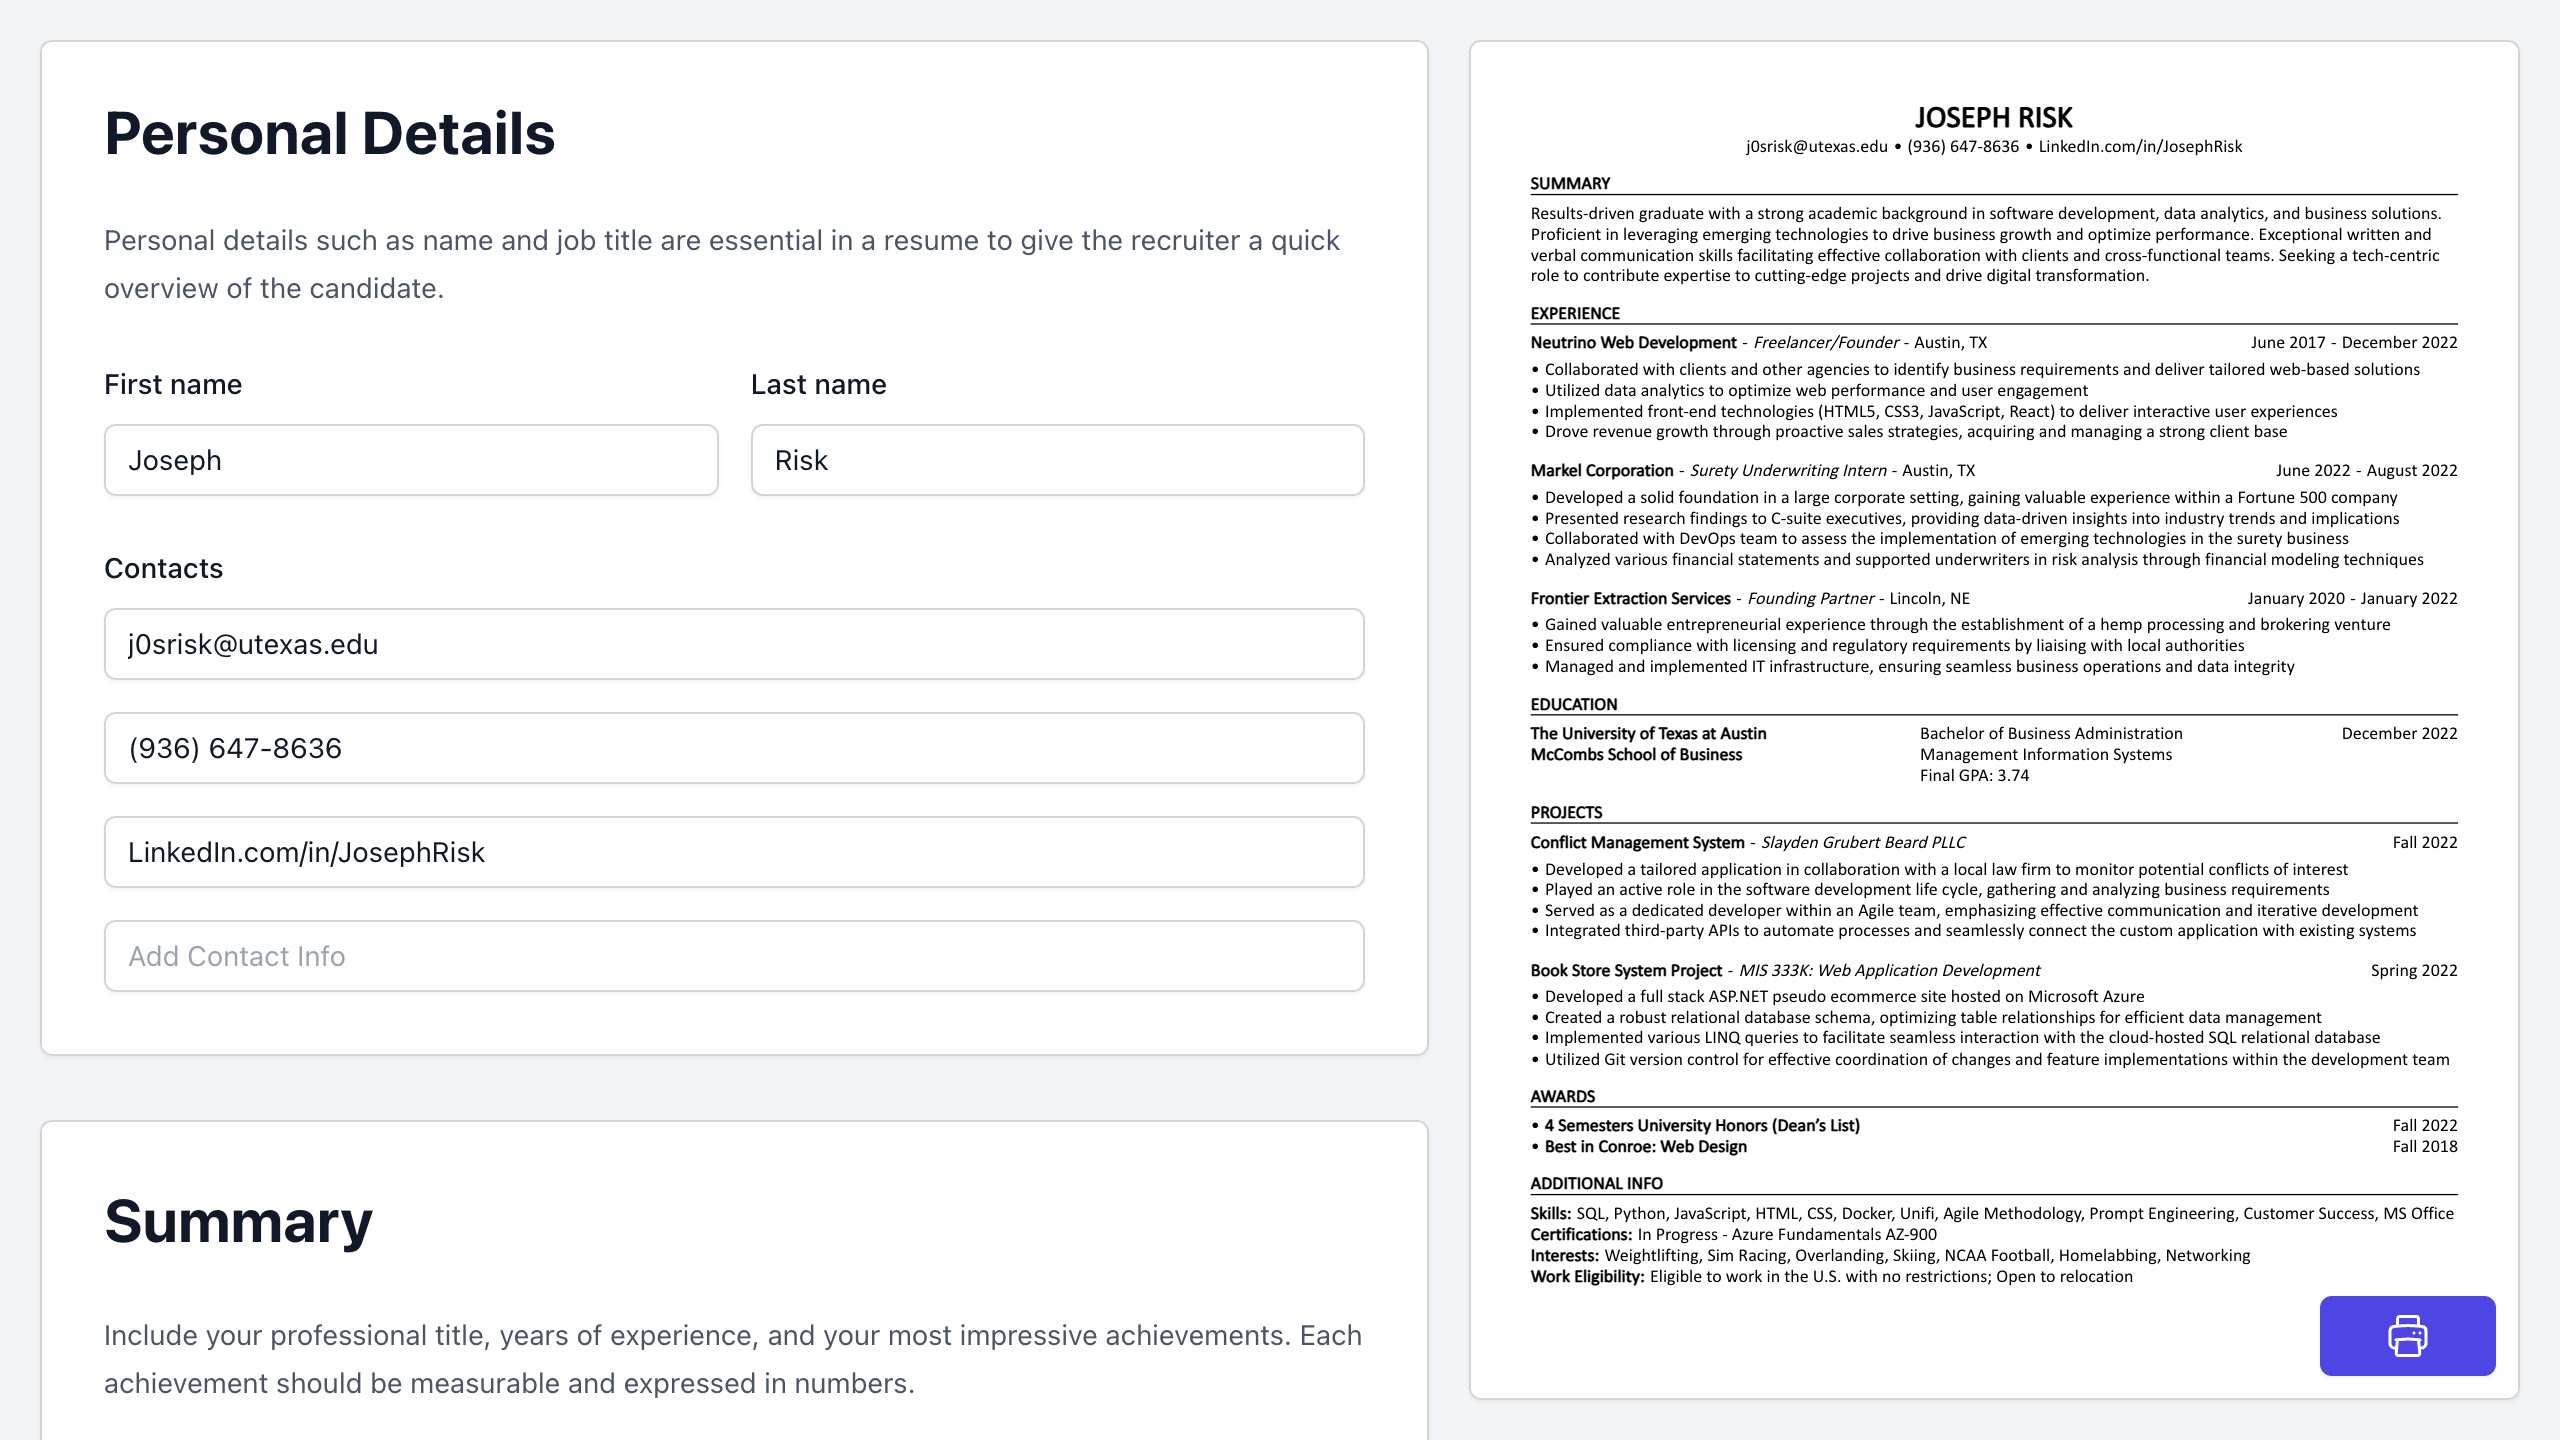 Personal Details
Personal details such as name and job title are essential in a resume to give the recruiter a quick
overview of the candidate.
First name
Last name
Joseph
Risk
Contacts
j0srisk@utexas.edu
(936) 647-8636
LinkedIn.com/in/JosephRisk
Add Contact Info
Summary
Include your professional title, years of experience, and your most impressive achievements. Each
achievement should be measurable and expressed in numbers.
JOSEPH RISK
j0srisk@utexas.edu • (936) 647-8636 • LinkedIn.com/in/JosephRisk
SUMMARY
Results-driven graduate with a strong academic background in software development, data analytics, and business solutions.
Proficient in leveraging emerging technologies to drive business growth and optimize performance. Exceptional written and
verbal communication skills facilitating effective collaboration with clients and cross-functional teams. Seeking a tech-centric
role to contribute expertise to cutting-edge projects and drive digital transformation.
EXPERIENCE
Neutrino Web Development - Freelancer/Founder - Austin, TX June 2017 - December 2022
• Collaborated with clients and other agencies to identify business requirements and deliver tailored web-based solutions
• Utilized data analytics to optimize web performance and user engagement
• Implemented front-end technologies (HTML5, CSS3, JavaScript, React) to deliver interactive user experiences
• Drove revenue growth through proactive sales strategies, acquiring and managing a strong client base
Markel Corporation - Surety Underwriting Intern - Austin, TX June 2022 - August 2022
• Developed a solid foundation in a large corporate setting, gaining valuable experience within a Fortune 500 company
• Presented research findings to C-suite executives, providing data-driven insights into industry trends and implications
• Collaborated with DevOps team to assess the implementation of emerging technologies in the surety business
• Analyzed various financial statements and supported underwriters in risk analysis through financial modeling techniques
Frontier Extraction Services - Founding Partner - Lincoln, NE January 2020 - January 2022
• Gained valuable entrepreneurial experience through the establishment of a hemp processing and brokering venture
• Ensured compliance with licensing and regulatory requirements by liaising with local authorities
• Managed and implemented IT infrastructure, ensuring seamless business operations and data integrity
EDUCATION
The University of Texas at Austin Bachelor of Business Administration December 2022
McCombs School of Business Management Information Systems
Final GPA: 3.74
PROJECTS
Conflict Management System - Slayden Grubert Beard PLLC Fall 2022
• Developed a tailored application in collaboration with a local law firm to monitor potential conflicts of interest
• Played an active role in the software development life cycle, gathering and analyzing business requirements
• Served as a dedicated developer within an Agile team, emphasizing effective communication and iterative development
• Integrated third-party APIs to automate processes and seamlessly connect the custom application with existing systems
Book Store System Project - MIS 333K: Web Application Development Spring 2022
• Developed a full stack ASP.NET pseudo ecommerce site hosted on Microsoft Azure
• Created a robust relational database schema, optimizing table relationships for efficient data management
• Implemented various LINQ queries to facilitate seamless interaction with the cloud-hosted SQL relational database
• Utilized Git version control for effective coordination of changes and feature implementations within the development team
AWARDS
• 4 Semesters University Honors (Dean’s List) Fall 2022
• Best in Conroe: Web Design Fall 2018
ADDITIONAL INFO
Skills: SQL, Python, JavaScript, HTML, CSS, Docker, Unifi, Agile Methodology, Prompt Engineering, Customer Success, MS Office
Certifications: In Progress - Azure Fundamentals AZ-900
Interests: Weightlifting, Sim Racing, Overlanding, Skiing, NCAA Football, Homelabbing, Networking
Work Eligibility: Eligible to work in the U.S. with no restrictions; Open to relocation